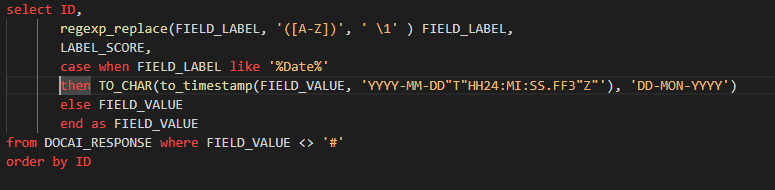 select ID,
regexp_replace(FIELD_LABEL, '([A-Z])', ' \1' ) FIELD_LABEL,
LABEL_SCORE,
case when FIELD_LABEL like '%Date%'
then TO_CHAR(to_timestamp(FIELD_VALUE, 'YYYY-MM-DD"T"HH24:MI:SS.FF3"Z"'), 'DD-MON-YYYY')
else FIELD_VALUE
end as FIELD_VALUE
from DOCAI_RESPONSE where FIELD_VALUE <> '#'
order by ID